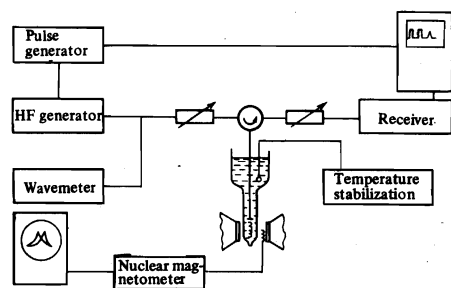 Pulse
generator
HF generator
Receiver
Wavemeter
Temperature
stabilization
Nuclear mag-
netometer